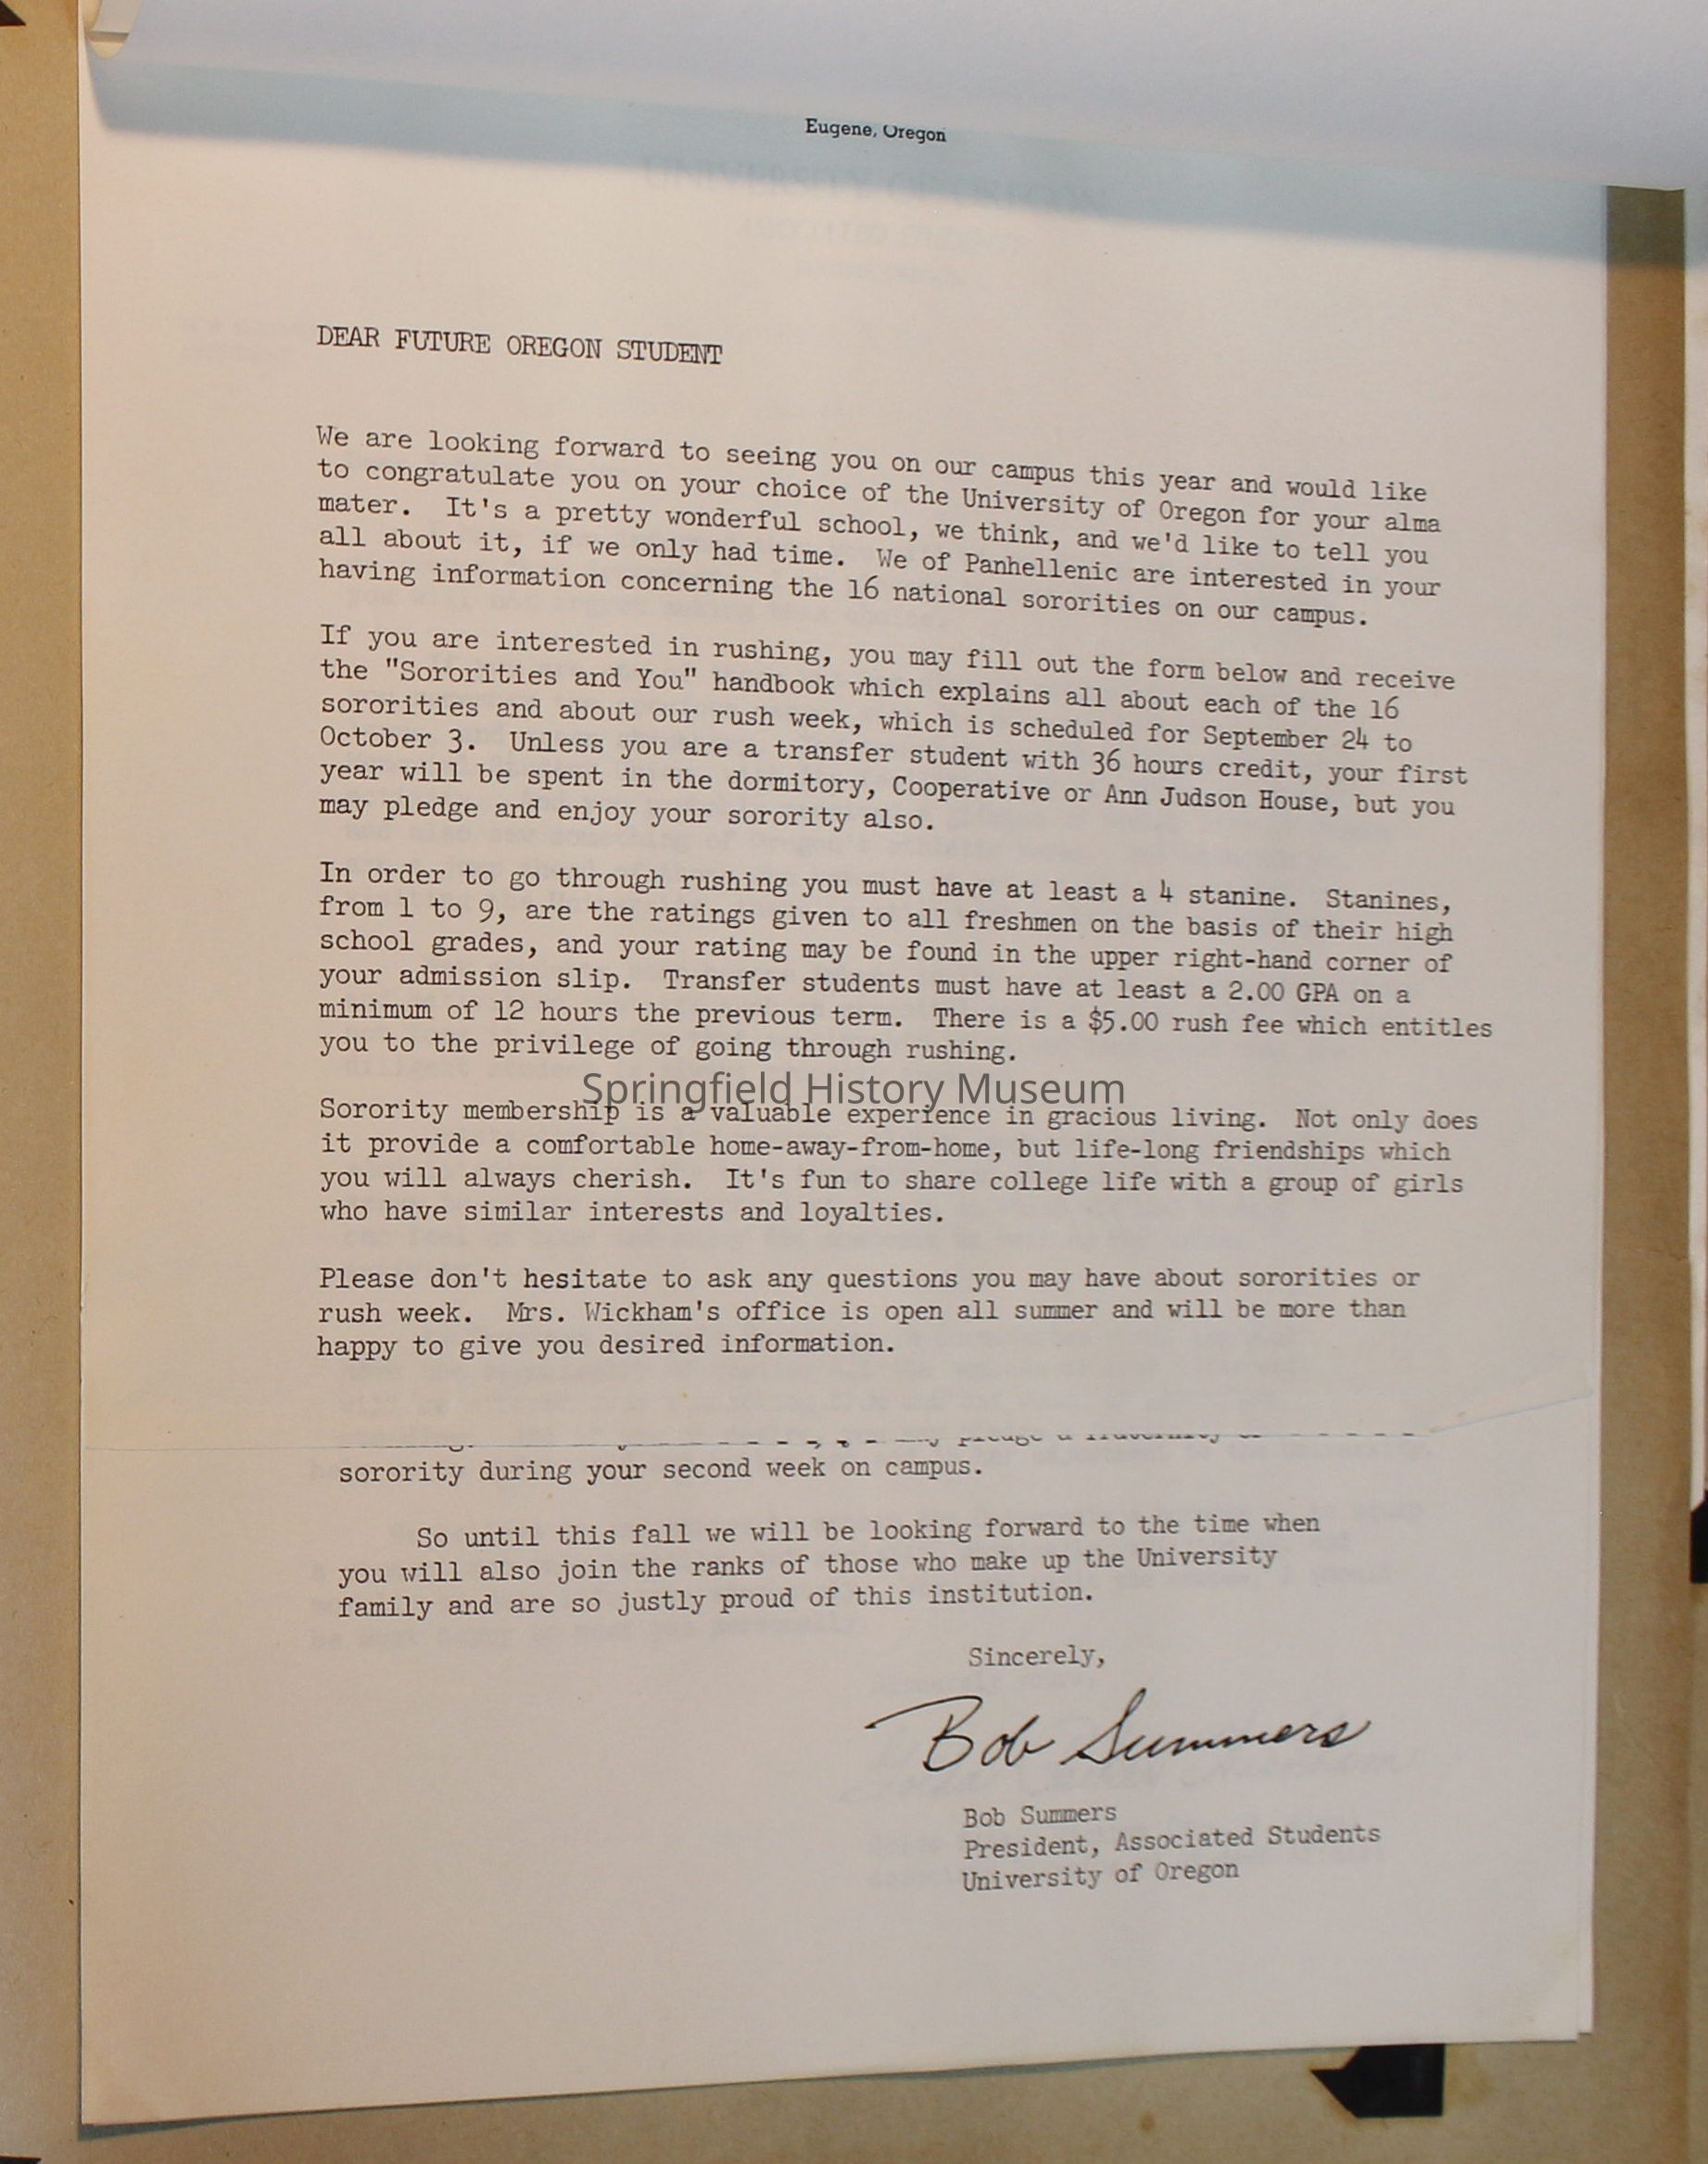 Eugene, Oregon
DEAR FUTURE OREGON STUDENT
We are looking forward to seeing you on our campus this year and would like
to congratulate you on your choice of the University of Oregon for your alma
mater. It's a pretty wonderful school, we think, and we'd like to tell you
all about it, if we only had time. We of Panhellenic are interested in your
having information concerning the 16 national sororities on our campus.
If you are interested in rushing, you may fill out the form below and receive
the "Sororities and You" handbook which explains all about each of the 16
sororities and about our rush week, which is scheduled for September 24 to
October 3. Unless you are a transfer student with 36 hours credit, your first
year will be spent in the dormitory, Cooperative or Ann Judson House, but you
may pledge and enjoy your sorority also.
In order to go through rushing you must have at least a 4 stanine. Stanines,
from 1 to 9, are the ratings given to all freshmen on the basis of their high
school grades, and your rating may be found in the upper right-hand corner of
your admission slip. Transfer students must have at least a 2.00 GPA on a
minimum of 12 hours the previous term. There is a $5.00 rush fee which entitles
you to the privilege of going through rushing.
Springfield History Museum
Sorority membership is a valuable experience in gracious living. Not only does
it provide a comfortable home-away-from-home, but life-long friendships which
you will always cherish. It's fun to share college life with a group of girls
who have similar interests and loyalties.
Please don't hesitate to ask any questions you may have about sororities or
rush week. Mrs. Wickham's office is open all summer and will be more than
happy to give you desired information.
pledge a fraternity or
sorority during your second week on campus.
So until this fall we will be looking forward to the time when
you will also join the ranks of those who make up the University
family and are so justly proud of this institution.
Sincerely,
Bob Summers
Bob Summers
President, Associated Students
University of Oregon